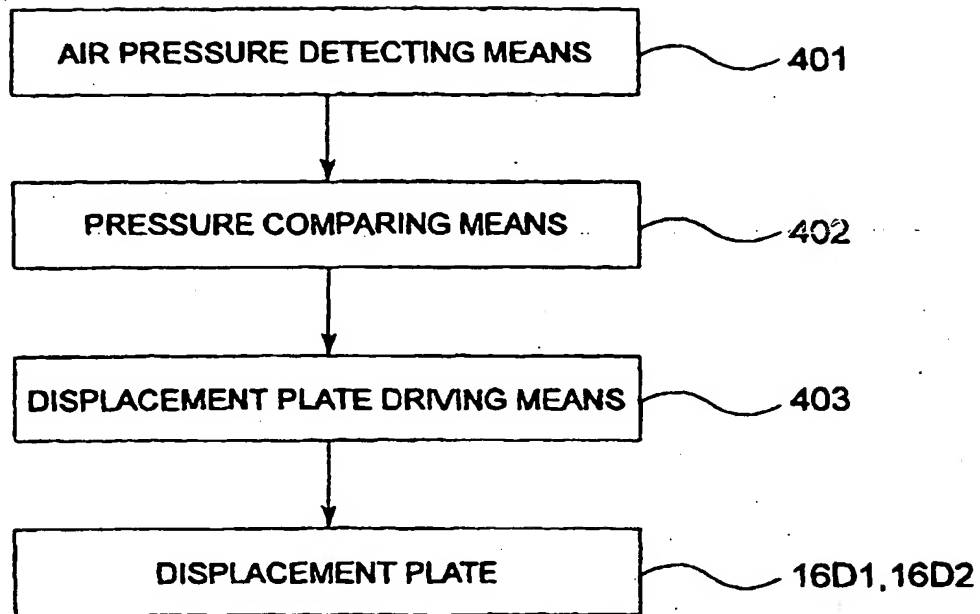 AIR PRESSURE DETECTING MEANS 401
PRESSURE COMPARING MEANS 402
DISPLACEMENT PLATE DRIVING MEANS 403
DISPLACEMENT PLATE 16D1,16D2